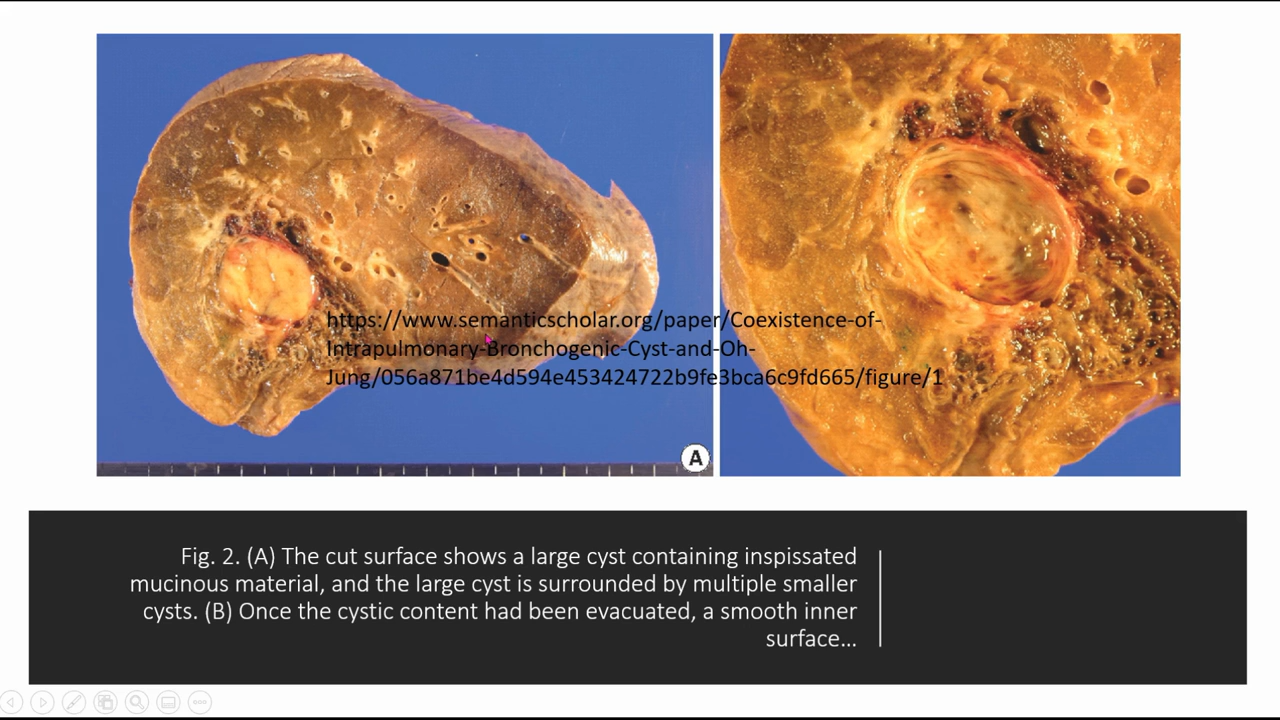 https://www.semanticscholar.org/paper/Coexistence-of-
Intrapulmonary-Bronchogenic-Cyst-and-Oh-
Jung/056a871be4d594e453424722b9fe3bca6c9fd665/figure/1
A
Fig. 2. (A) The cut surface shows a large cyst containing inspissated
mucinous material, and the large cyst is surrounded by multiple smaller
cysts. (B) Once the cystic content had been evacuated, a smooth inner
surface...